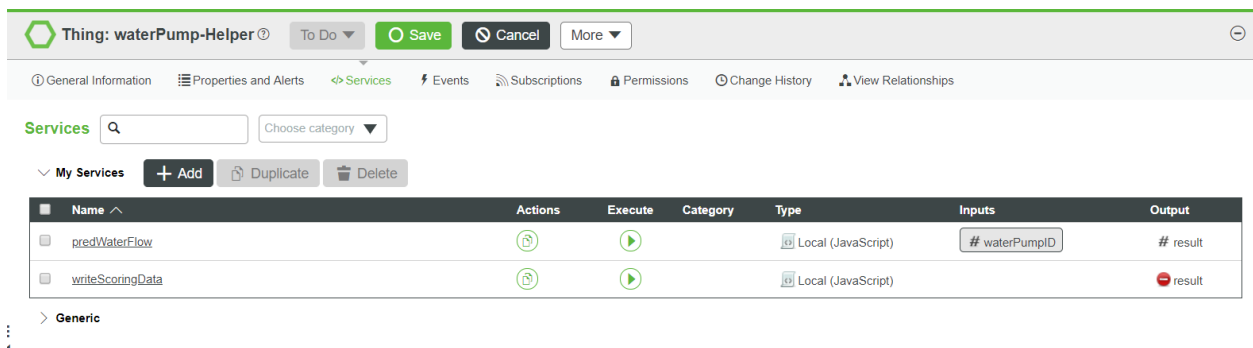 Thing: waterPump-Helper To Do Save Cancel More
General Information Properties and Alerts Services Events Subscriptions Permissions Change History View Relationships
Services Choose category
My Services Add Duplicate Delete
Name Actions Execute Category Type Inputs Output
predWaterFlow Local (JavaScript) # waterPumpID # result
writeScoringData Local (JavaScript) result
Generic